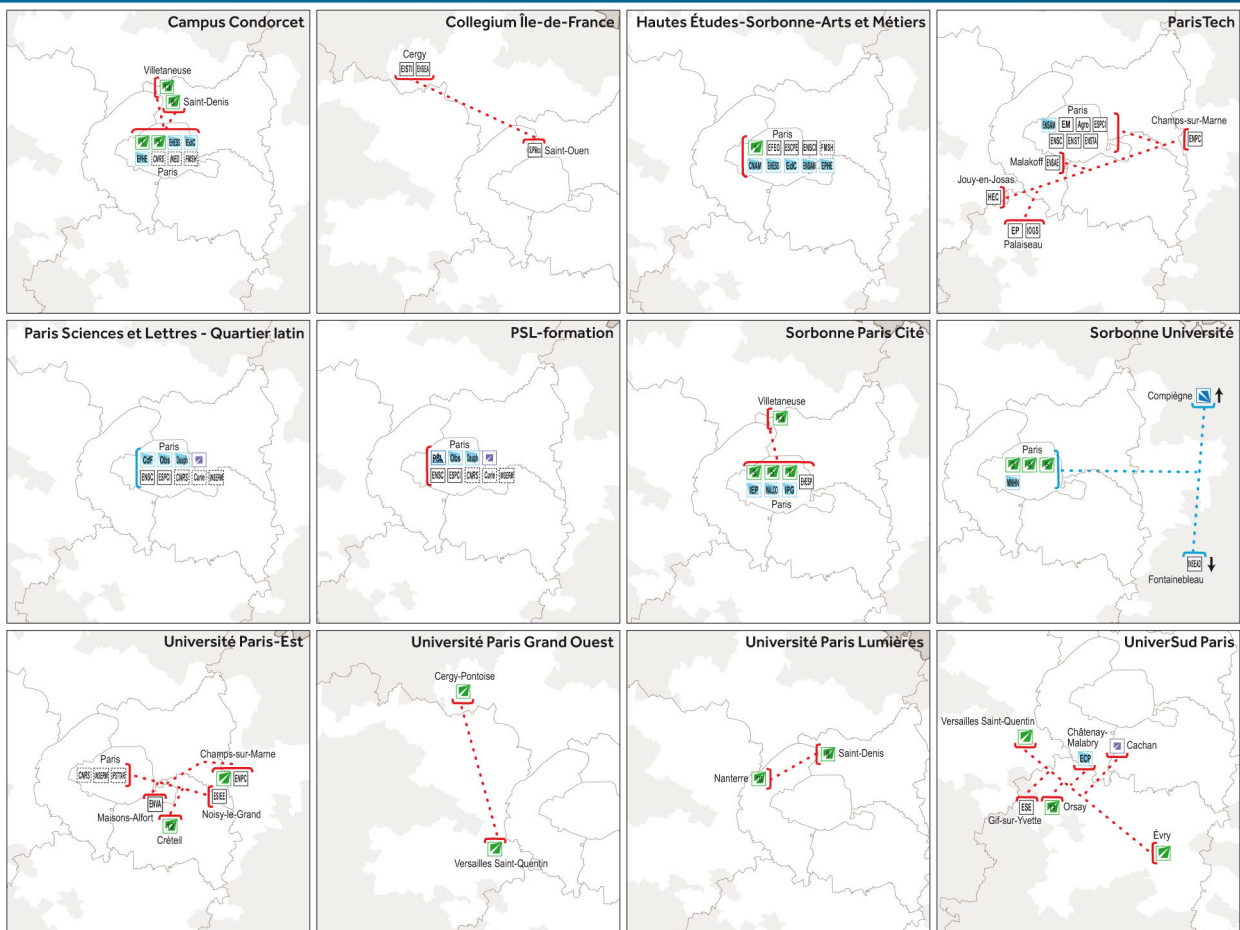 Campus Condorcet
Villetaneuse
Saint-Denis
EHESS EdlC
EPHE CNRS INED FMSH
Paris
Collegium Île-de-France
Cergy
EISTI ENSEA
Saint-Ouen
Hautes Études-Sorbonne-Arts et Métiers
Paris
EFEO ESCPE ENSCI FMSH
CNAM EHESS EdlC ENSAM EPHE
ParisTech
Paris
ENSAM EM Agro ESPCI
ENSC ENST ENSTA
Champs-sur-Marne
ENPC
Malakoff ENSAE
Jouy-en-Josas
HEC
EP IOGS
Palaiseau
Paris Sciences et Lettres - Quartier latin
Paris
CdF Obs Dauph
ENSC ESPCI CNRS Curie INSERM
PSL-formation
Paris
PSL Obs Dauph
ENSC ESPCI CNRS Curie INSERM
Sorbonne Paris Cité
Villetaneuse
IEP INALCO IPG EHESP
Paris
Sorbonne Université
Compiègne
Paris
MNHN
INSEAD
Fontainebleau
Université Paris-Est
Paris
CNRS INSERM
Champs-sur-Marne
ENPC
ESIEE
ENVA
Maisons-Alfort
Noisy-le-Grand
Créteil
Université Paris Grand Ouest
Cergy-Pontoise
Versailles Saint-Quentin
Université Paris Lumières
Saint-Denis
Nanterre
UniverSud Paris
Versailles Saint-Quentin
Châtenay-
Malabry
Cachan
ECP
ESE
Orsay
Gif-sur-Yvette
Évry